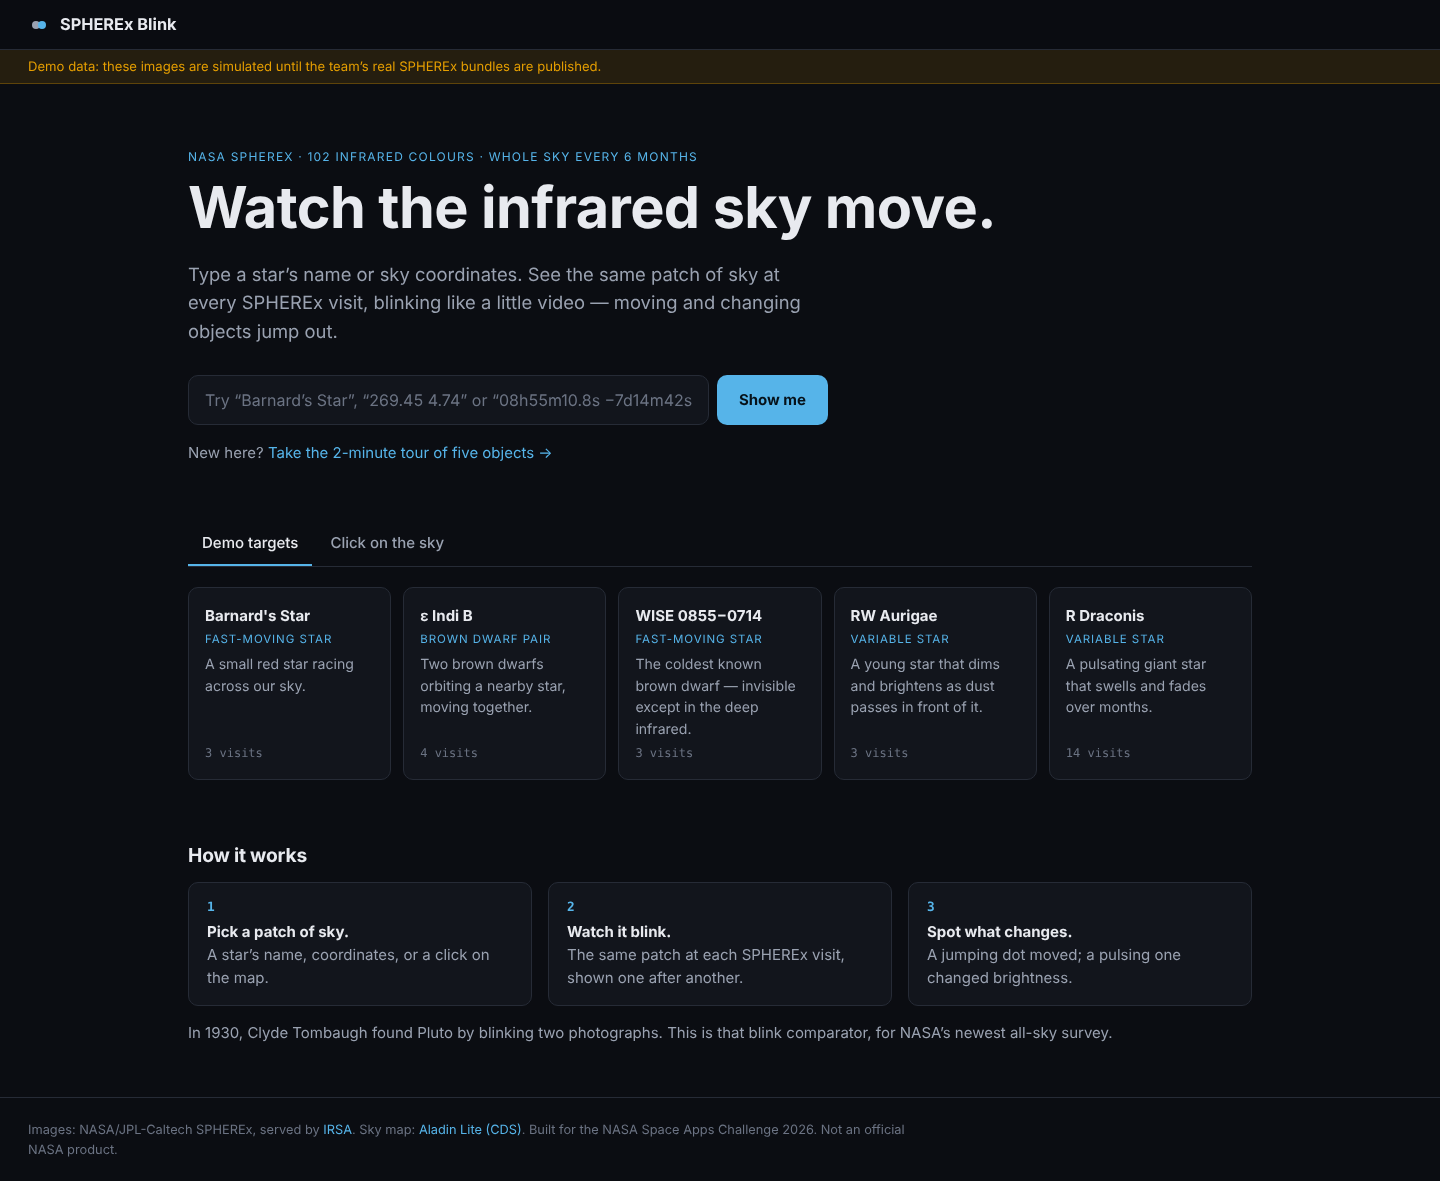 SPHEREx Blink
Demo data: these images are simulated until the team’s real SPHEREx bundles are published.
NASA SPHEREX · 102 INFRARED COLOURS · WHOLE SKY EVERY 6 MONTHS
Watch the infrared sky move.
Type a star’s name or sky coordinates. See the same patch of sky at
every SPHEREx visit, blinking like a little video — moving and changing
objects jump out.
Try “Barnard’s Star”, “269.45 4.74” or “08h55m10.8s −7d14m42s
Show me
New here? Take the 2-minute tour of five objects →
Demo targets
Click on the sky
Barnard's Star
FAST-MOVING STAR
A small red star racing
across our sky.
3 visits
ε Indi B
BROWN DWARF PAIR
Two brown dwarfs
orbiting a nearby star,
moving together.
4 visits
WISE 0855−0714
FAST-MOVING STAR
The coldest known
brown dwarf — invisible
except in the deep
infrared.
3 visits
RW Aurigae
VARIABLE STAR
A young star that dims
and brightens as dust
passes in front of it.
3 visits
R Draconis
VARIABLE STAR
A pulsating giant star
that swells and fades
over months.
14 visits
How it works
1
Pick a patch of sky.
A star’s name, coordinates, or a click on
the map.
2
Watch it blink.
The same patch at each SPHEREx visit,
shown one after another.
3
Spot what changes.
A jumping dot moved; a pulsing one
changed brightness.
In 1930, Clyde Tombaugh found Pluto by blinking two photographs. This is that blink comparator, for NASA’s newest all-sky survey.
Images: NASA/JPL-Caltech SPHEREx, served by IRSA. Sky map: Aladin Lite (CDS). Built for the NASA Space Apps Challenge 2026. Not an official
NASA product.